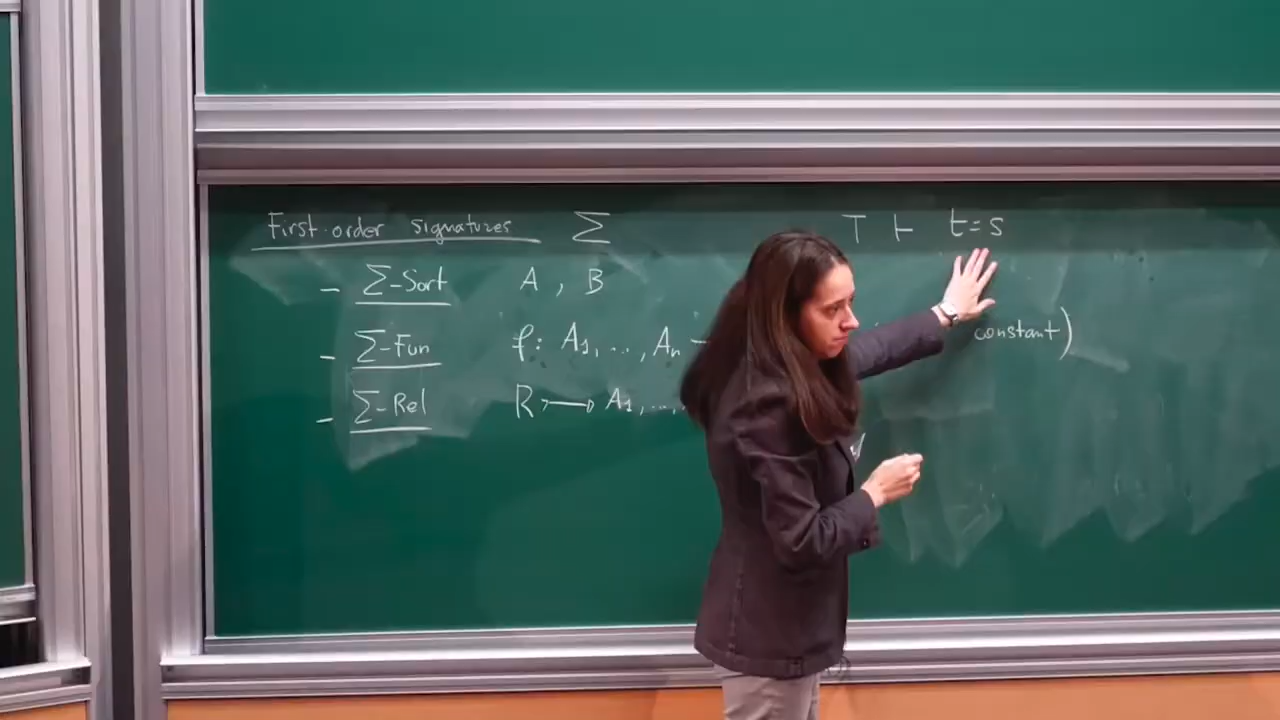 First-order signatures Σ
⊤ ⊢ t=s
- Σ-Sort A , B
- Σ-Fun f: A₁,...,Aₙ -
constant)
- Σ-Rel R ↣ A₁,...,